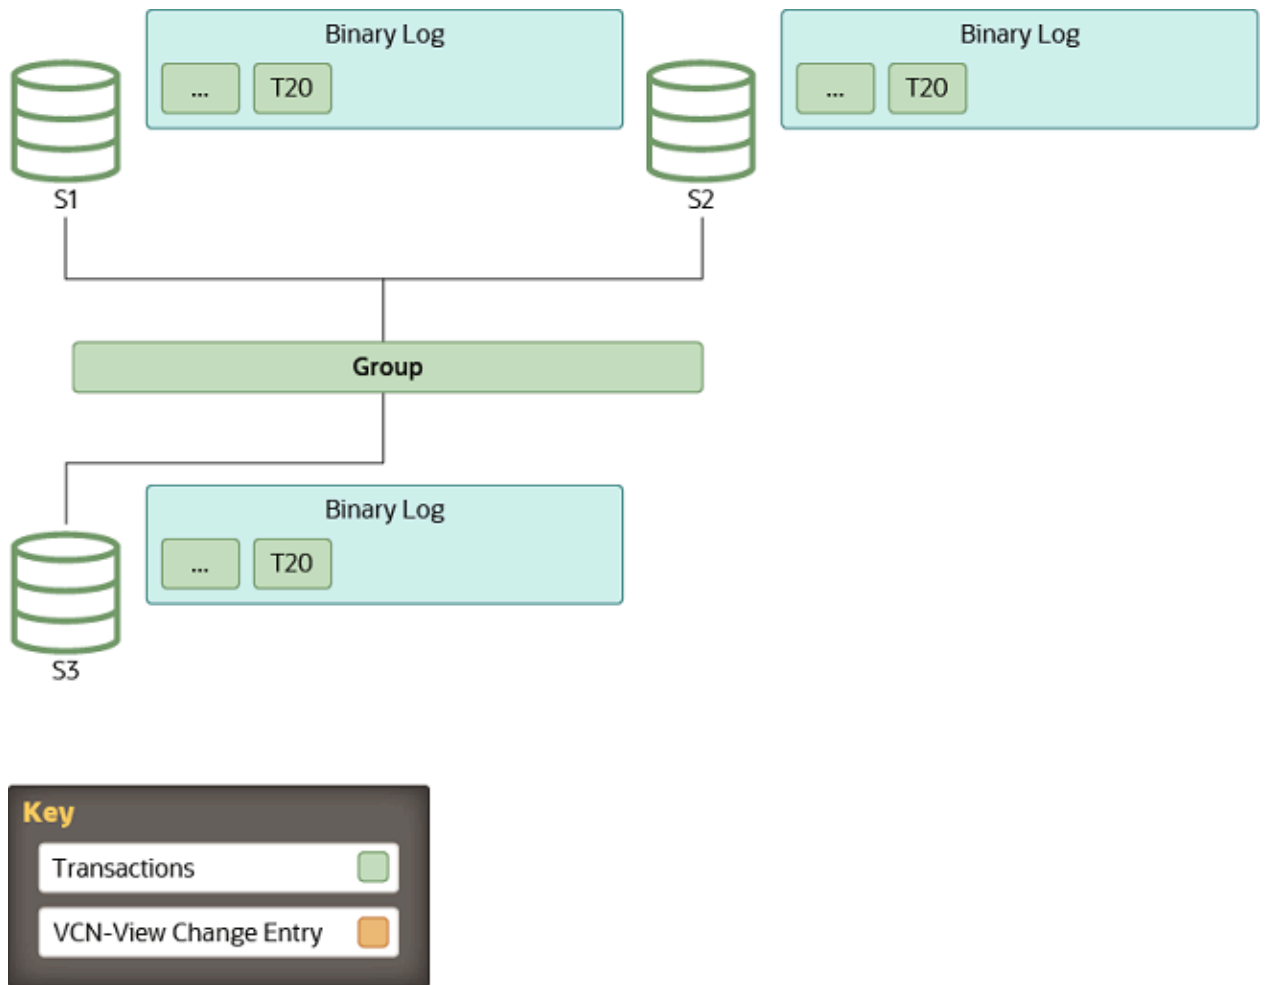 Binary Log
... T20
S1
Binary Log
... T20
S2
Group
Binary Log
... T20
S3
Key
Transactions
VCN-View Change Entry